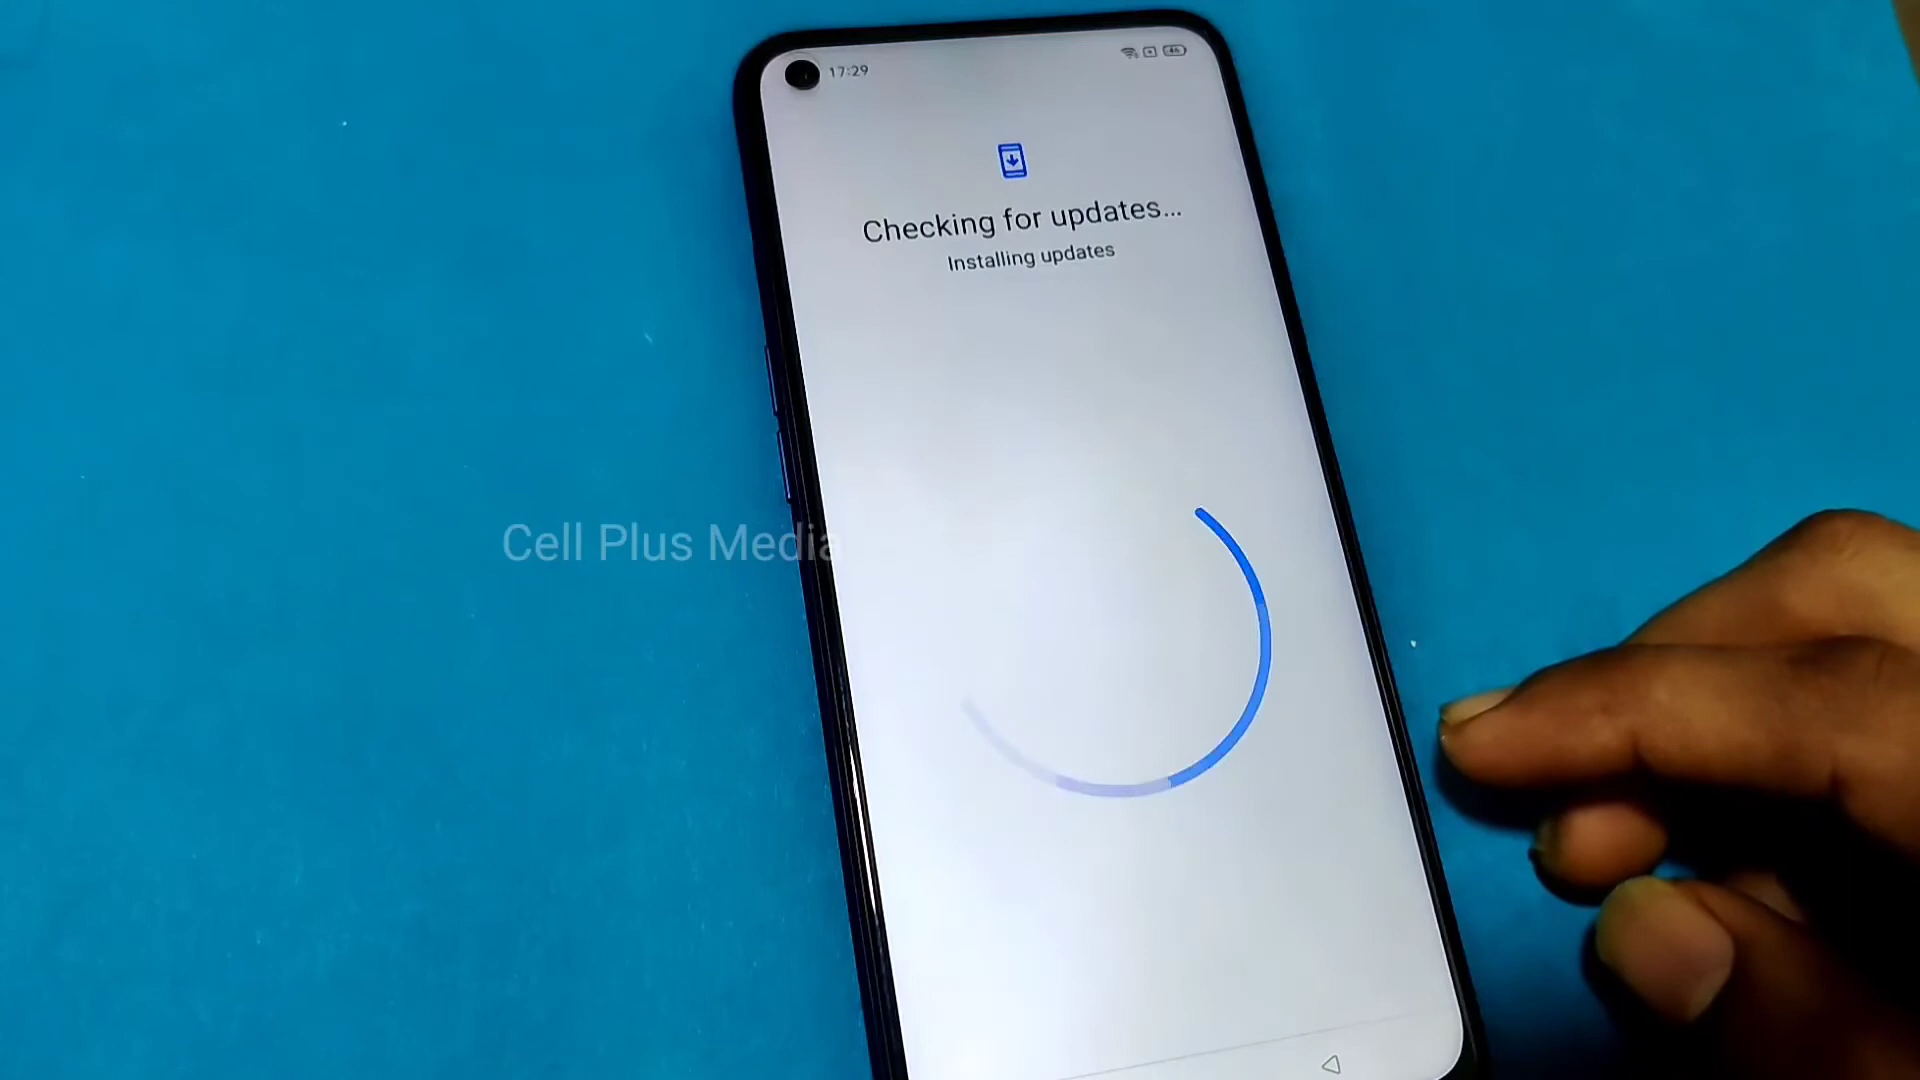 17:29
Checking for updates...
Installing updates
Cell Plus Media